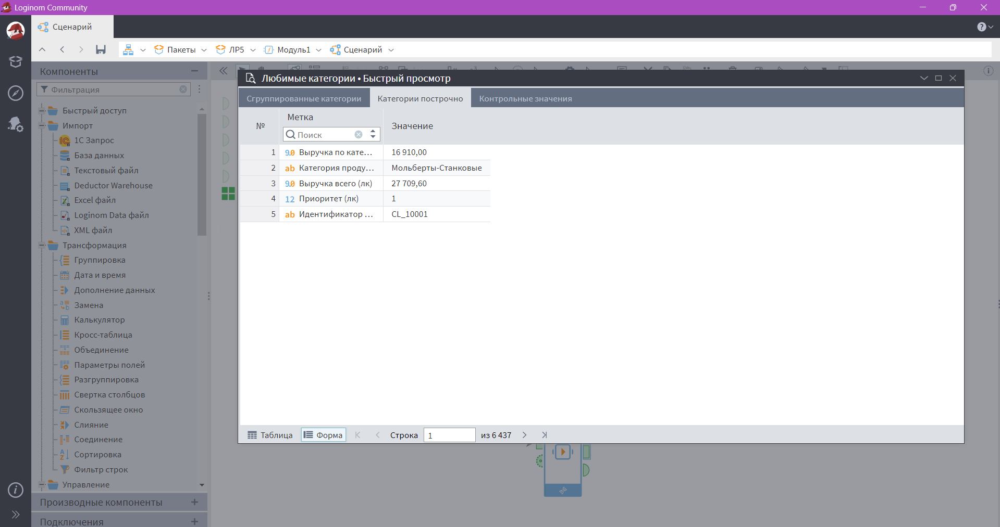 Loginom Community
Сценарий
Пакеты
ЛР5
Модуль1
Сценарий
Компоненты
Фильтрация
Быстрый доступ
Импорт
1С Запрос
База данных
Текстовый файл
Deductor Warehouse
Excel файл
Loginom Data файл
XML файл
Трансформация
Группировка
Дата и время
Дополнение данных
Замена
Калькулятор
Кросс-таблица
Объединение
Параметры полей
Разгруппировка
Свертка столбцов
Скользящее окно
Слияние
Соединение
Сортировка
Фильтр строк
Управление
Производные компоненты
Подключения
Любимые категории • Быстрый просмотр
Сгруппированные категории
Категории построчно
Контрольные значения
№
Метка
Поиск
Значение
1 9.0 Выручка по кате... 16 910,00
2 ab Категория проду... Мольберты-Станковые
3 9.0 Выручка всего (лк) 27 709,60
4 12 Приоритет (лк) 1
5 ab Идентификатор ... CL_10001
Таблица
Форма
Строка 1 из 6 437